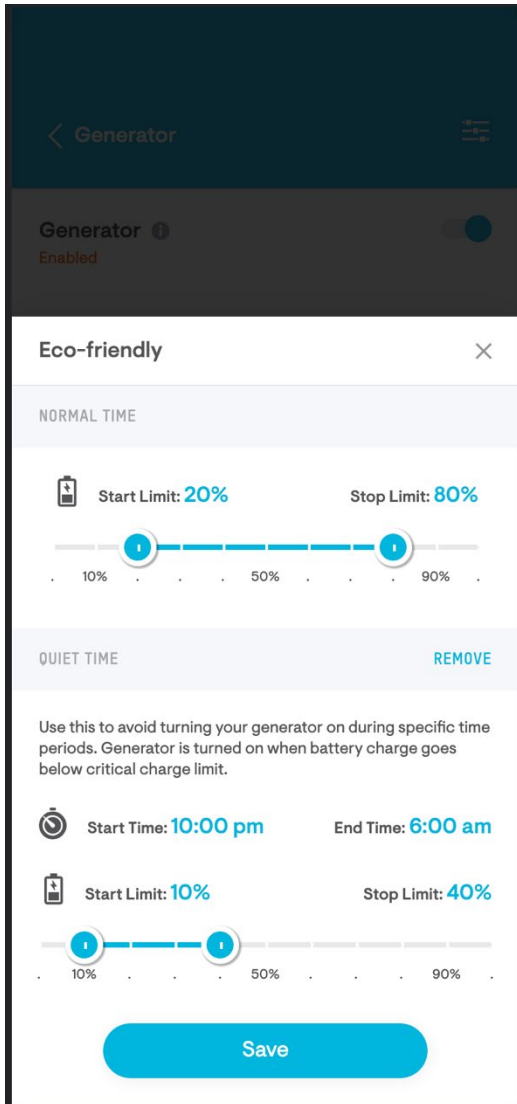 Generator
Generator
Enabled
Eco-friendly
NORMAL TIME
Start Limit: 20% Stop Limit: 80%
. 10% . . . 50% . . . 90% .
QUIET TIME REMOVE
Use this to avoid turning your generator on during specific time
periods. Generator is turned on when battery charge goes
below critical charge limit.
Start Time: 10:00 pm End Time: 6:00 am
Start Limit: 10% Stop Limit: 40%
. 10% . . . 50% . . . 90% .
Save